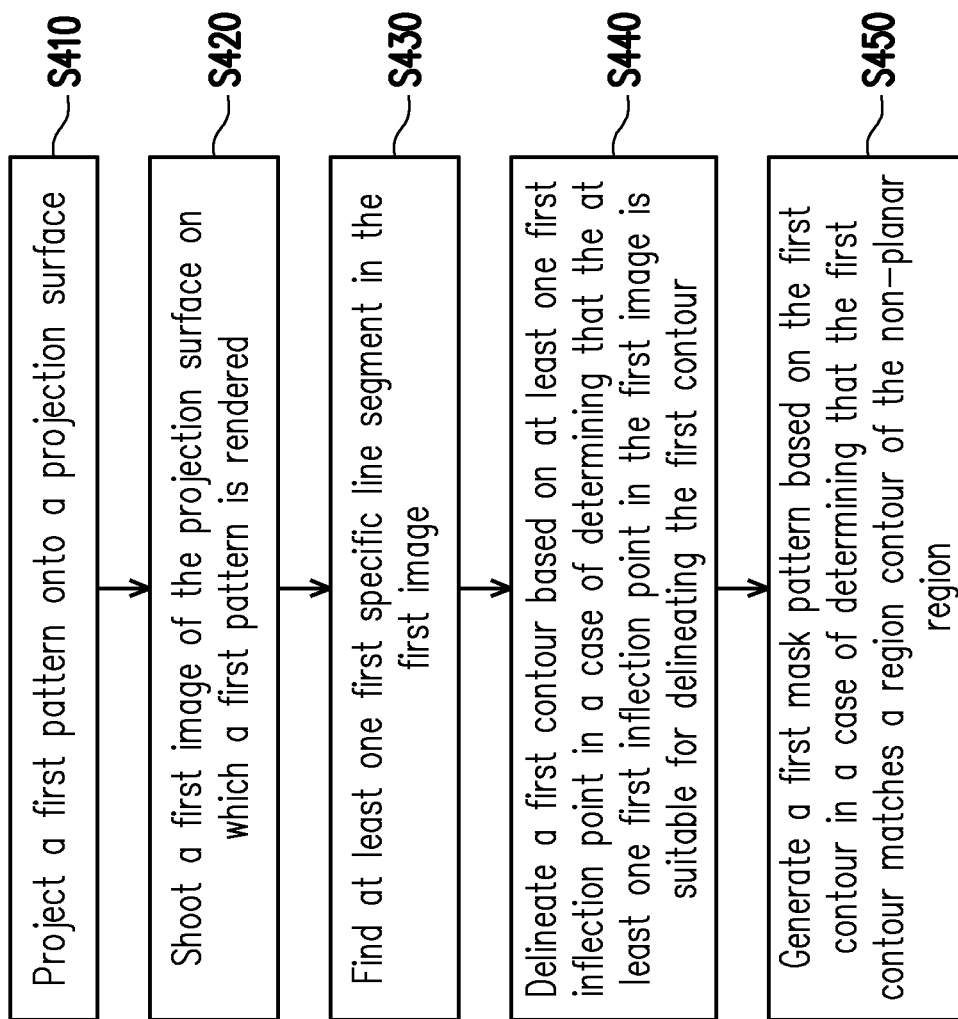 Project a first pattern onto a projection surface
S410
Shoot a first image of the projection surface on
which a first pattern is rendered
S420
Find at least one first specific line segment in the
first image
S430
Delineate a first contour based on at least one first
inflection point in a case of determining that the at
least one first inflection point in the first image is
suitable for delineating the first contour
S440
Generate a first mask pattern based on the first
contour in a case of determining that the first
contour matches a region contour of the non-planar
region
S450